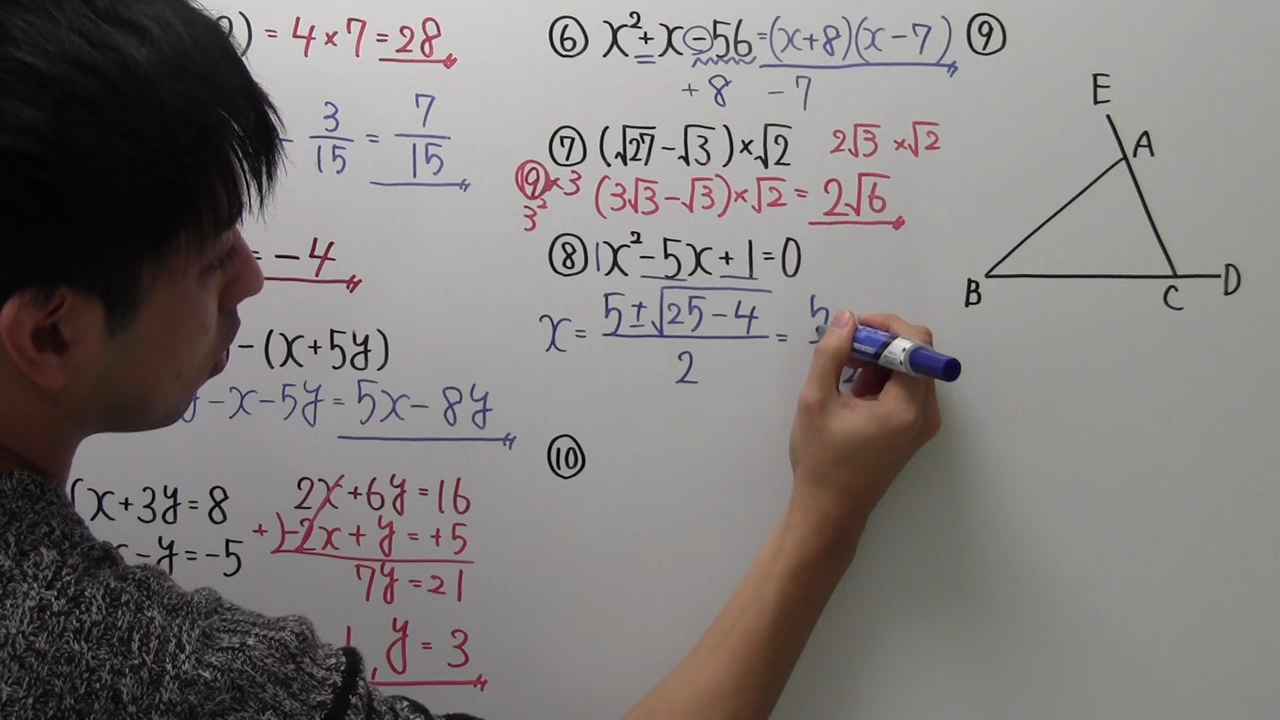 ) = 4 × 7 = 28
3/15 = 7/15
= -4
-(x+5y)
-x-5y = 5x-8y
x+3y=8
-y=-5
2x+6y=16
+) -2x+y=+5
7y=21
, y=3
⑥ x²+x-56=(x+8)(x-7)
+8 -7
⑦ (√27-√3)×√2 2√3 ×√2
9×3 (3√3-√3)×√2=2√6
3²
⑧ 1x²-5x+1=0
x= (5±√(25-4))/2 = 5
⑩
⑨
E
A
B
C
D